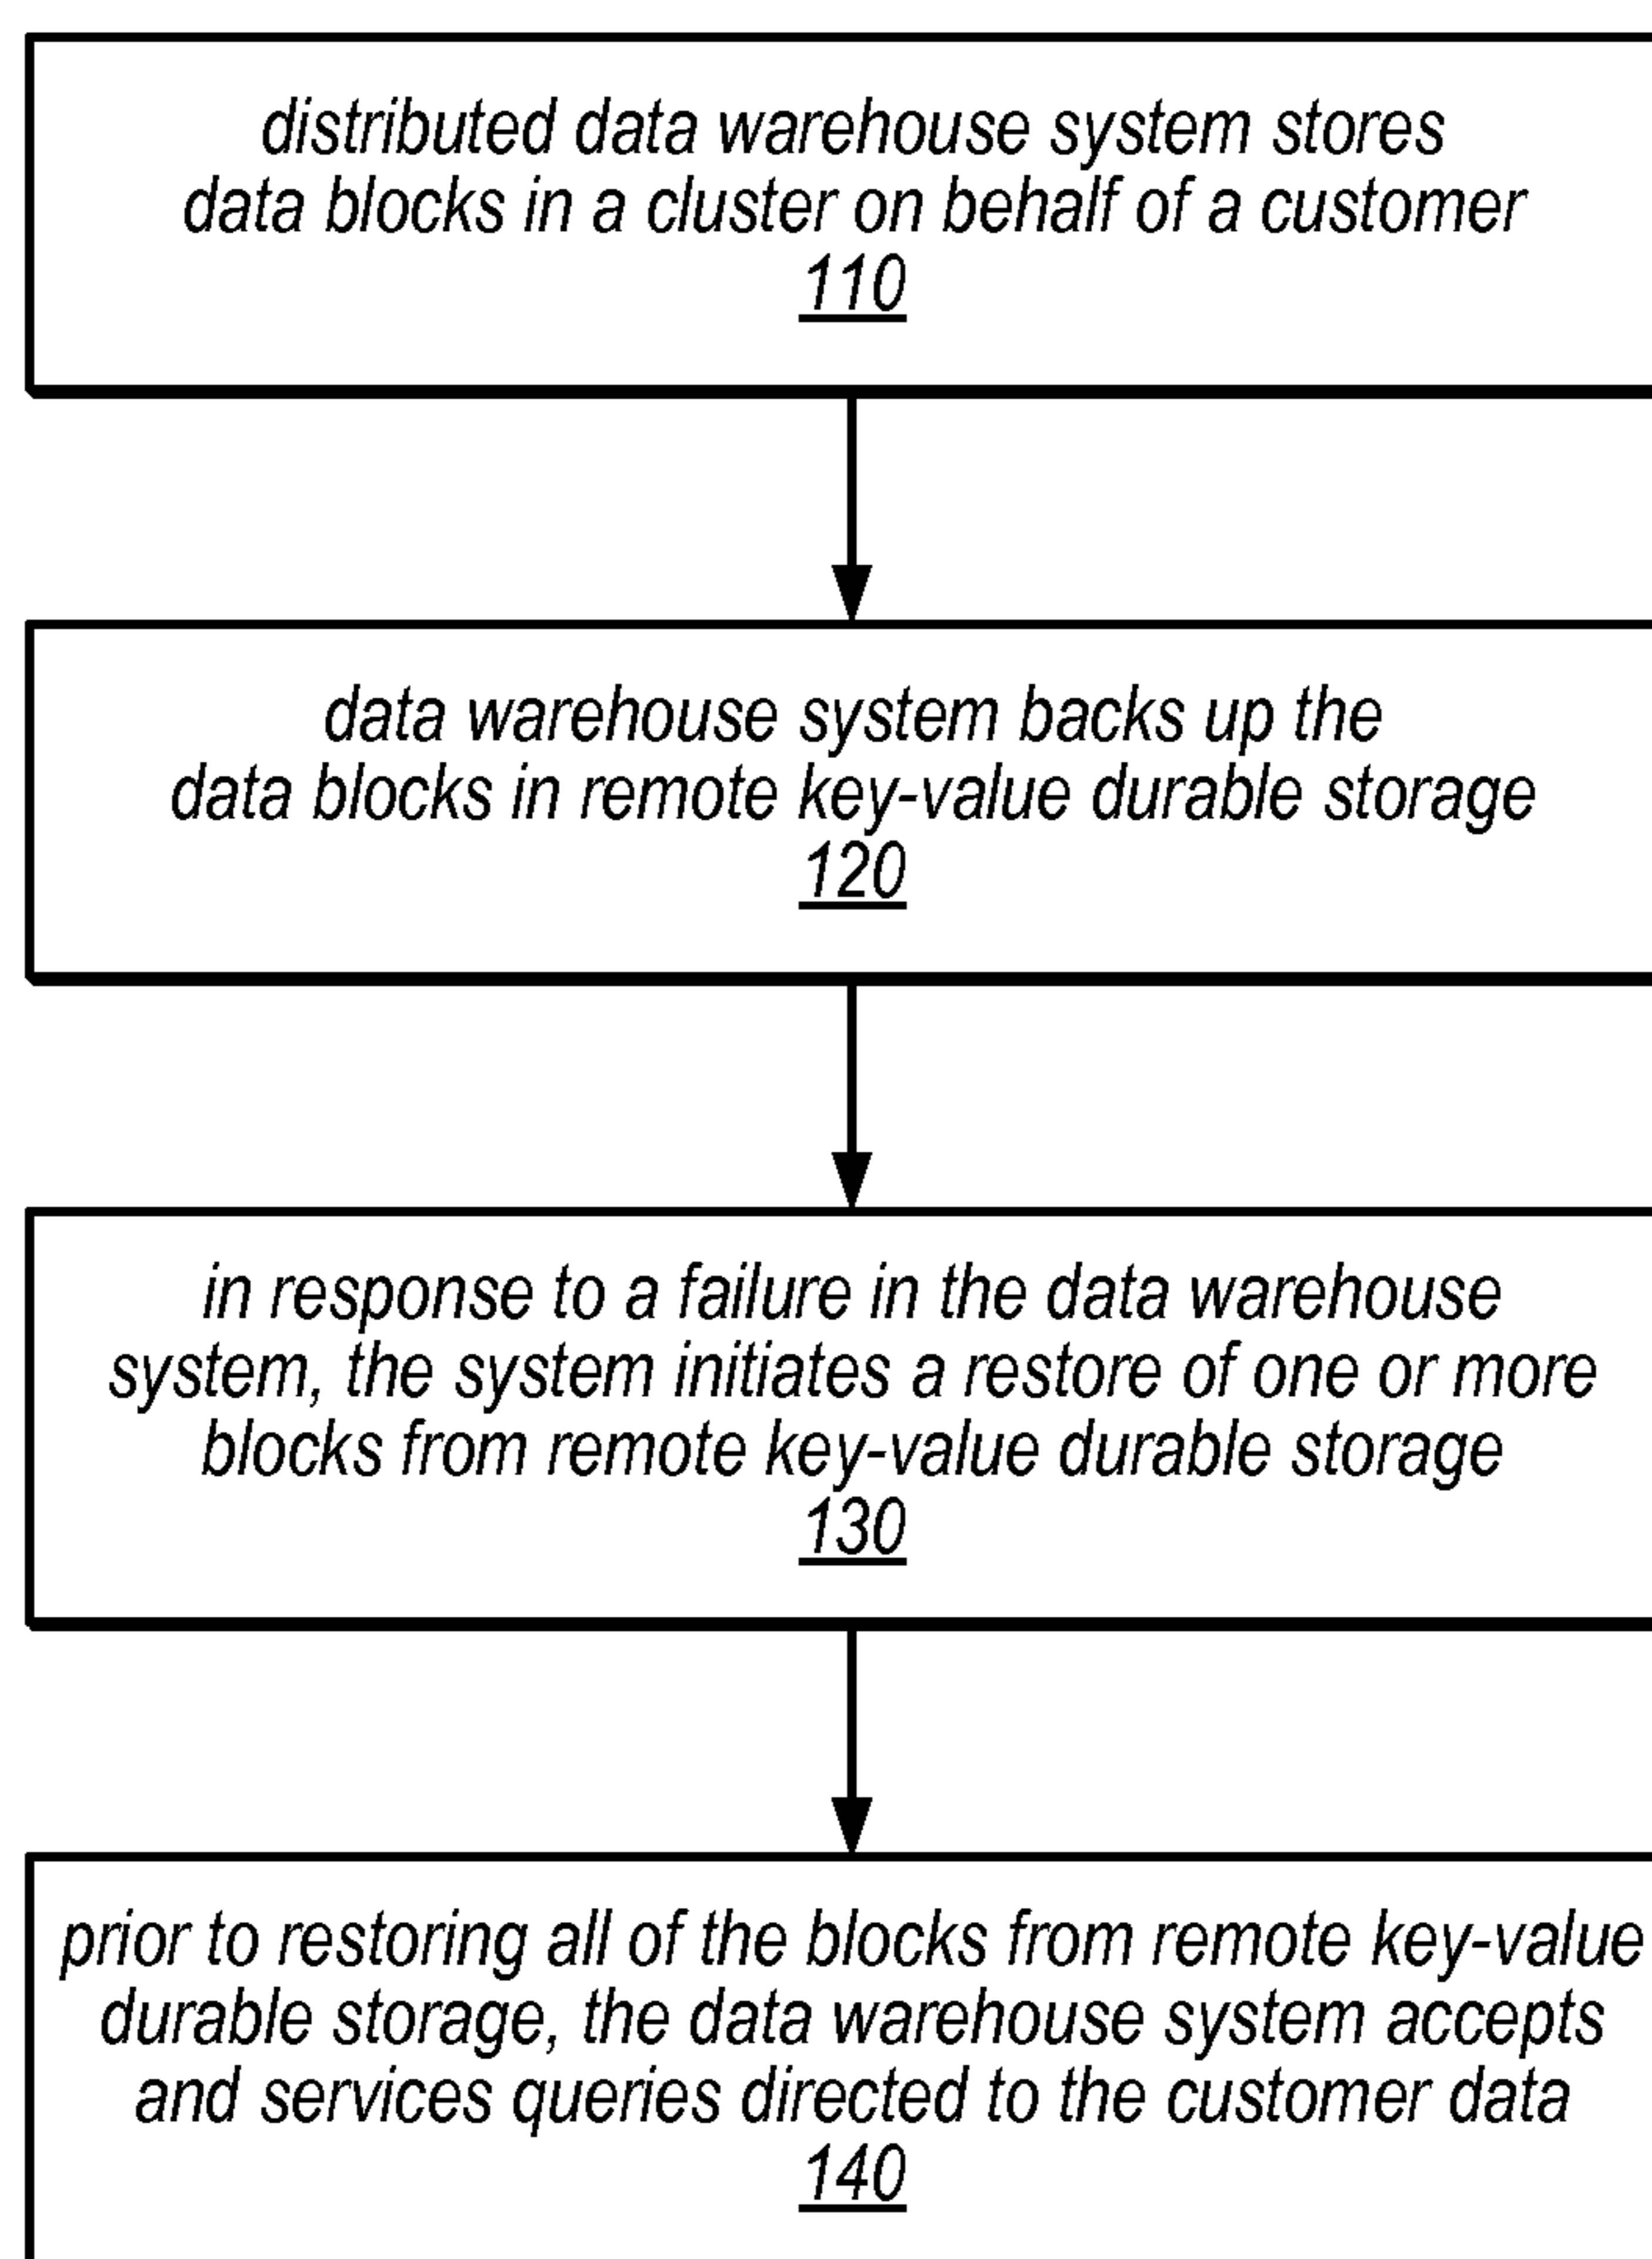 distributed data warehouse system stores
data blocks in a cluster on behalf of a customer
110
data warehouse system backs up the
data blocks in remote key-value durable storage
120
in response to a failure in the data warehouse
system, the system initiates a restore of one or more
blocks from remote key-value durable storage
130
prior to restoring all of the blocks from remote key-value
durable storage, the data warehouse system accepts
and services queries directed to the customer data
140